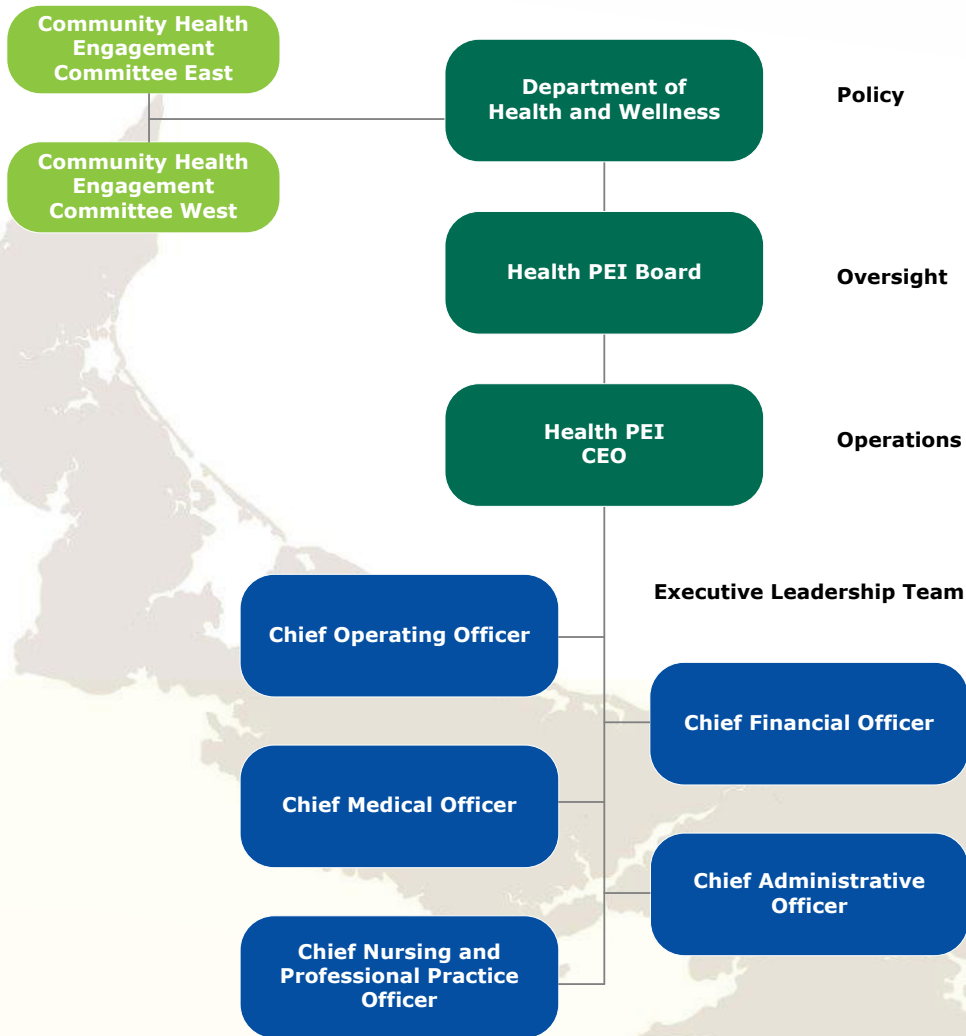 Community Health
Engagement
Committee East
Community Health
Engagement
Committee West
Department of
Health and Wellness
Policy
Health PEI Board
Oversight
Health PEI
CEO
Operations
Executive Leadership Team
Chief Operating Officer
Chief Financial Officer
Chief Medical Officer
Chief Administrative
Officer
Chief Nursing and
Professional Practice
Officer